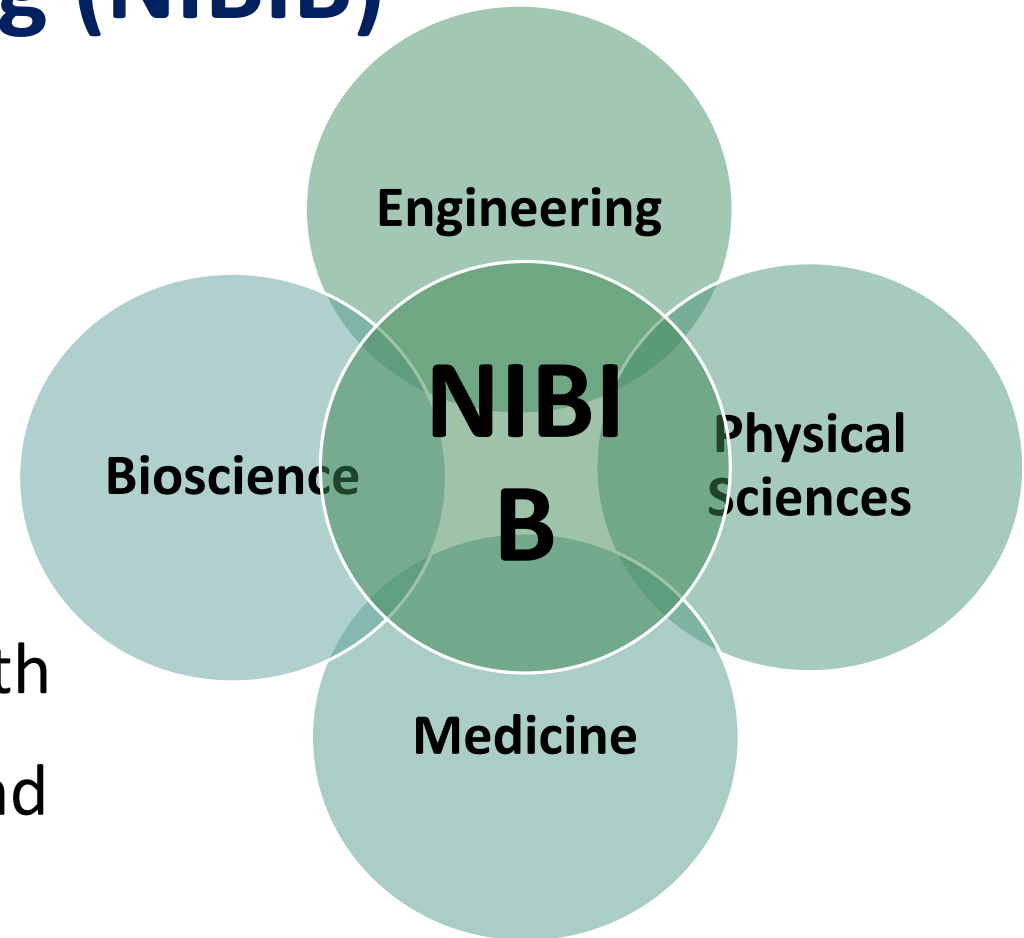 g (NIBIB)
Engineering
NIBI
B
Physical
Sciences
Bioscience
th
nd
Medicine